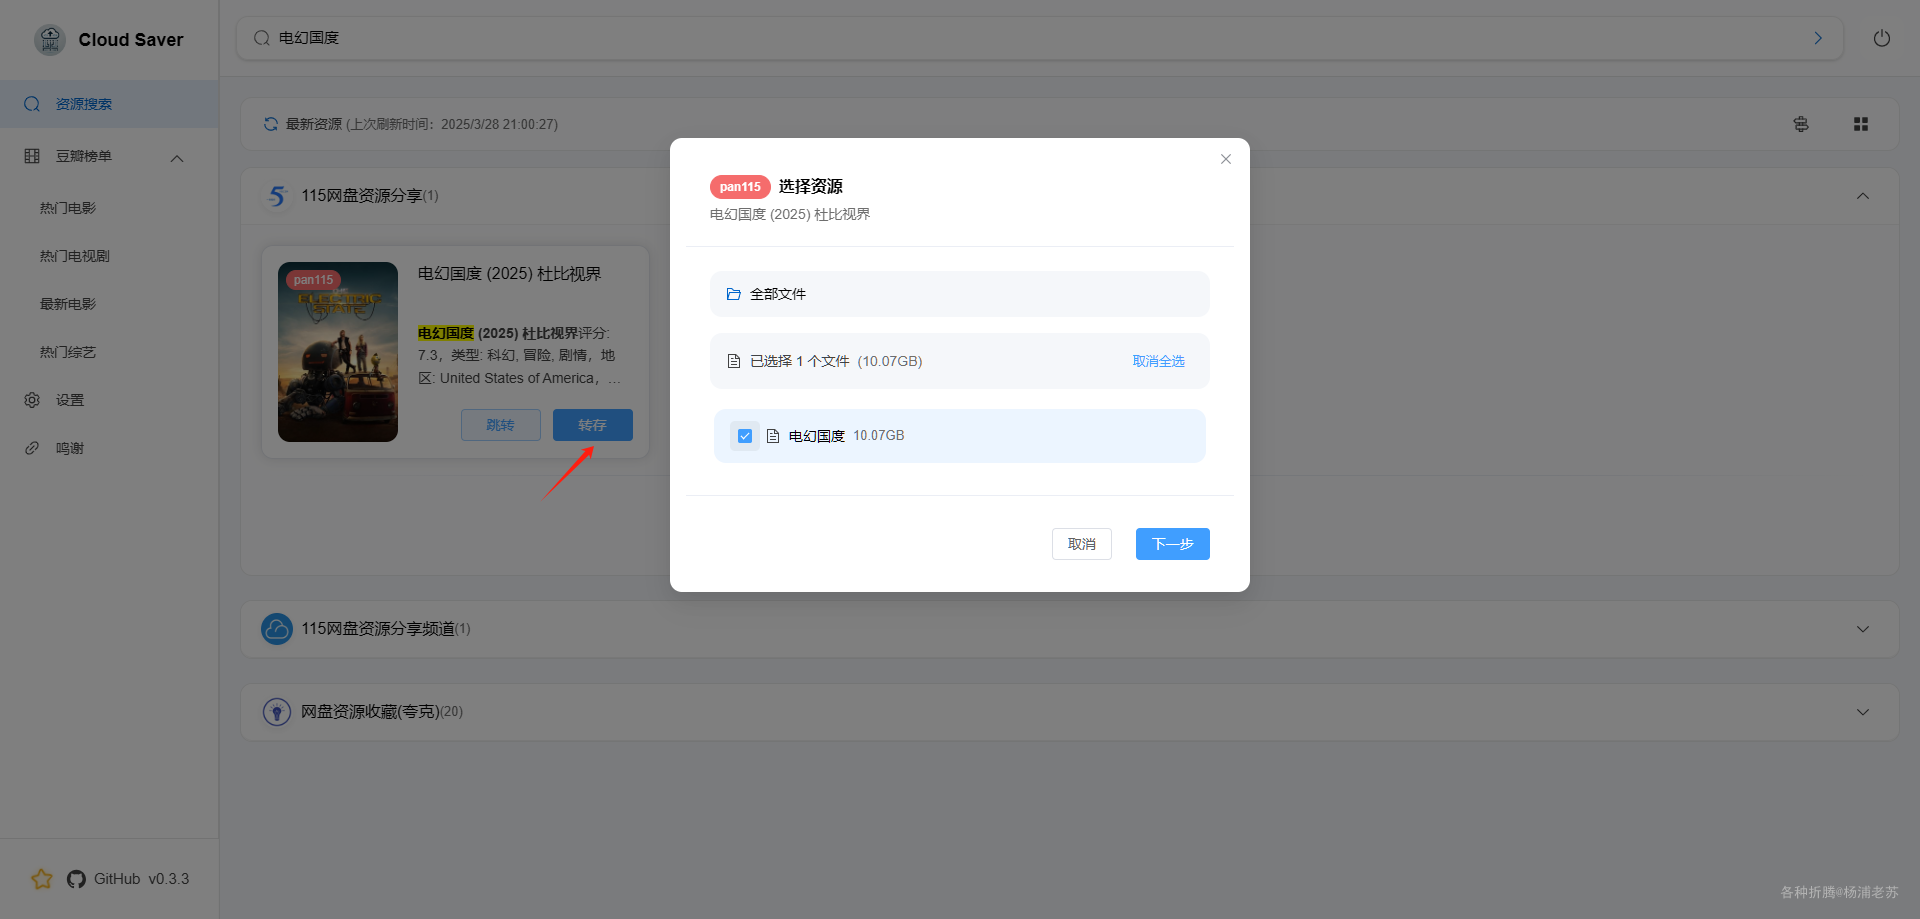 Cloud Saver
电幻国度
资源搜索
豆瓣榜单
热门电影
热门电视剧
最新电影
热门综艺
设置
鸣谢
GitHub v0.3.3
最新资源 (上次刷新时间：2025/3/28 21:00:27)
115网盘资源分享(1)
pan115
ELECTRIC
STATE
电幻国度 (2025) 杜比视界
电幻国度 (2025) 杜比视界评分:
7.3，类型: 科幻, 冒险, 剧情，地
区: United States of America，…
跳转
转存
115网盘资源分享频道(1)
网盘资源收藏(夸克)(20)
pan115 选择资源
电幻国度 (2025) 杜比视界
全部文件
已选择 1 个文件 (10.07GB)
取消全选
电幻国度 10.07GB
取消
下一步
各种折腾@杨浦老苏